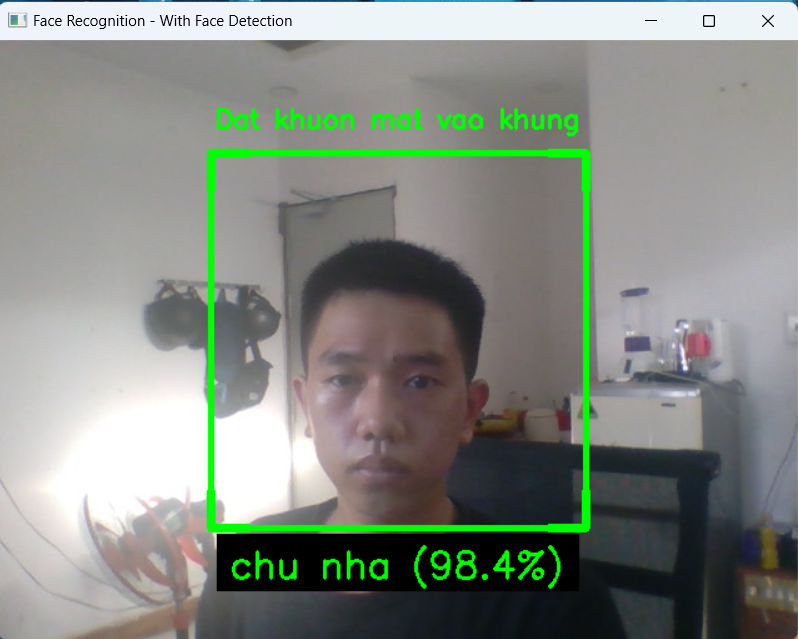 Face Recognition - With Face Detection
Dat khuon mat vao khung
chu nha (98.4%)